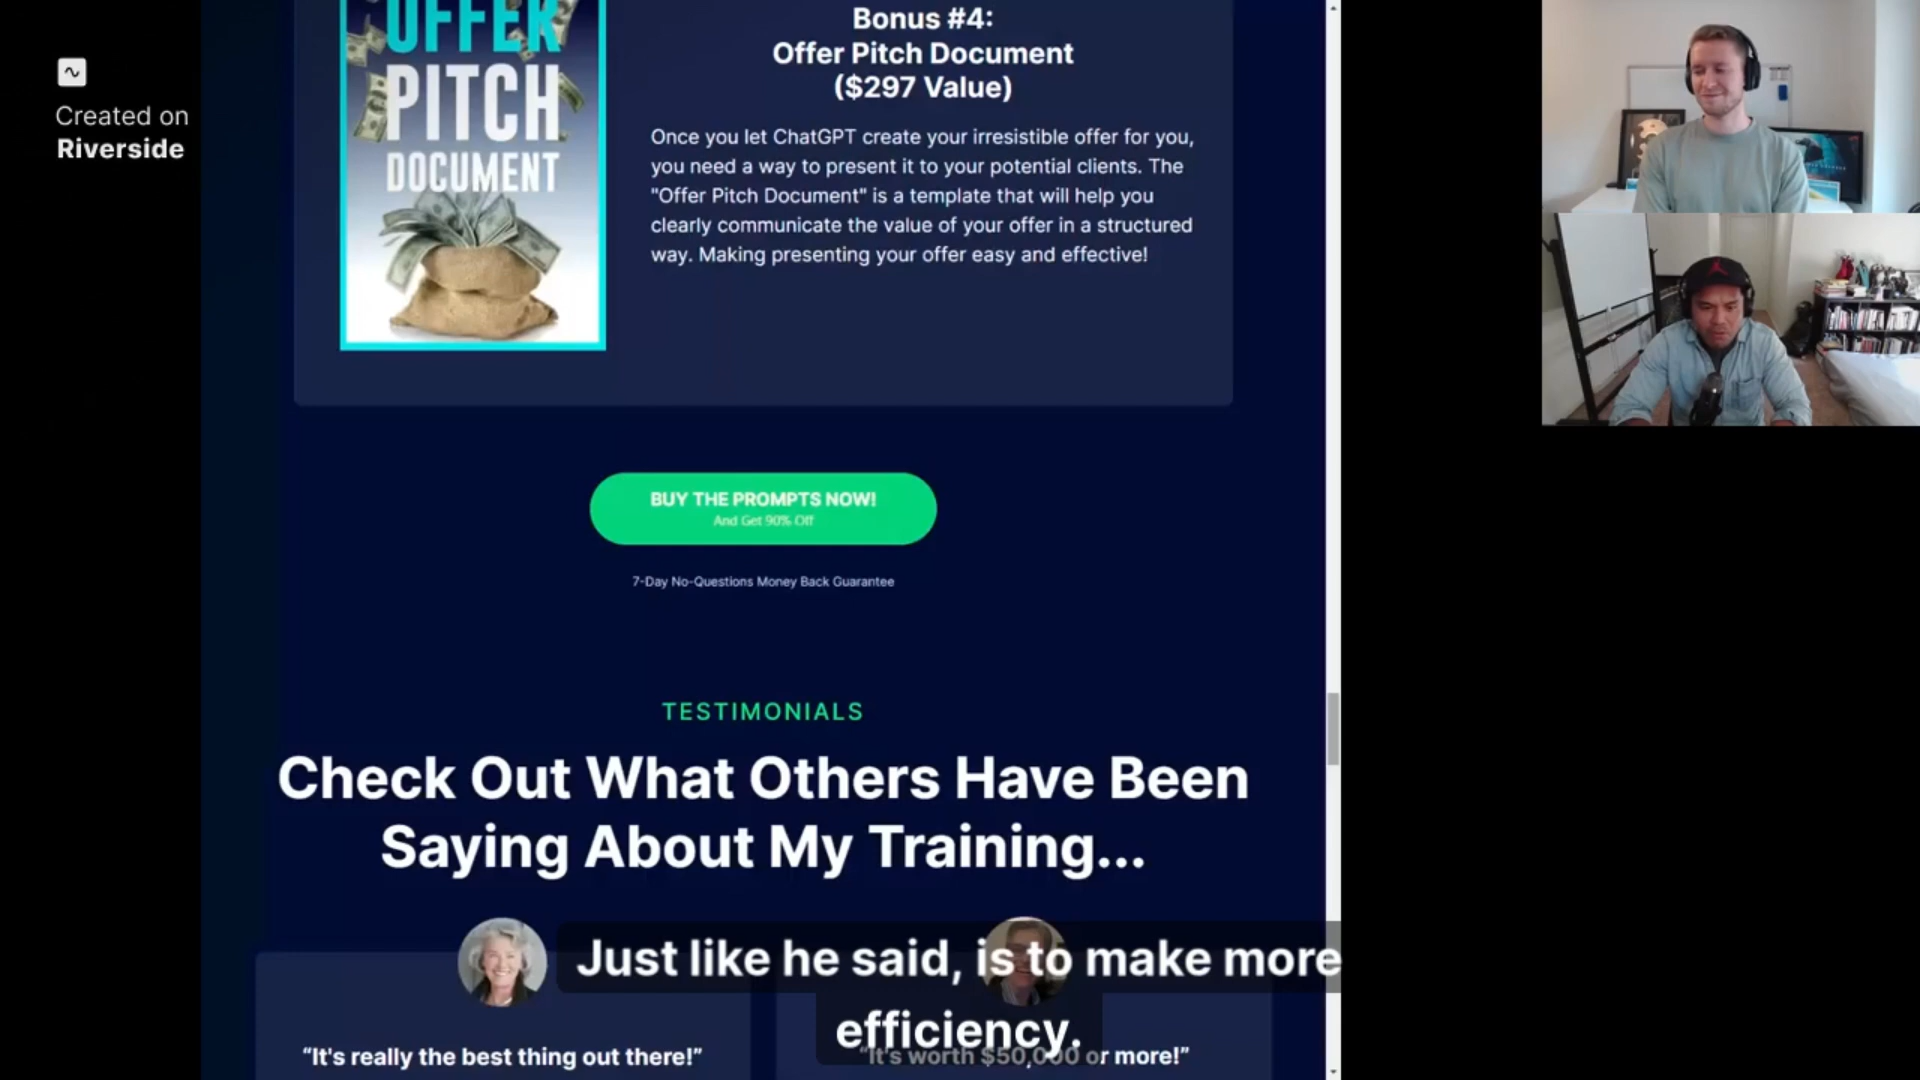 Created on
Riverside
OFFER
PITCH
DOCUMENT
Bonus #4:
Offer Pitch Document
($297 Value)
Once you let ChatGPT create your irresistible offer for you,
you need a way to present it to your potential clients. The
"Offer Pitch Document" is a template that will help you
clearly communicate the value of your offer in a structured
way. Making presenting your offer easy and effective!
BUY THE PROMPTS NOW!
And Get 90% Off
7-Day No-Questions Money Back Guarantee
TESTIMONIALS
Check Out What Others Have Been
Saying About My Training...
Just like he said, is to make more
efficiency.
“It's really the best thing out there!”
“It's worth $50,000 or more!”